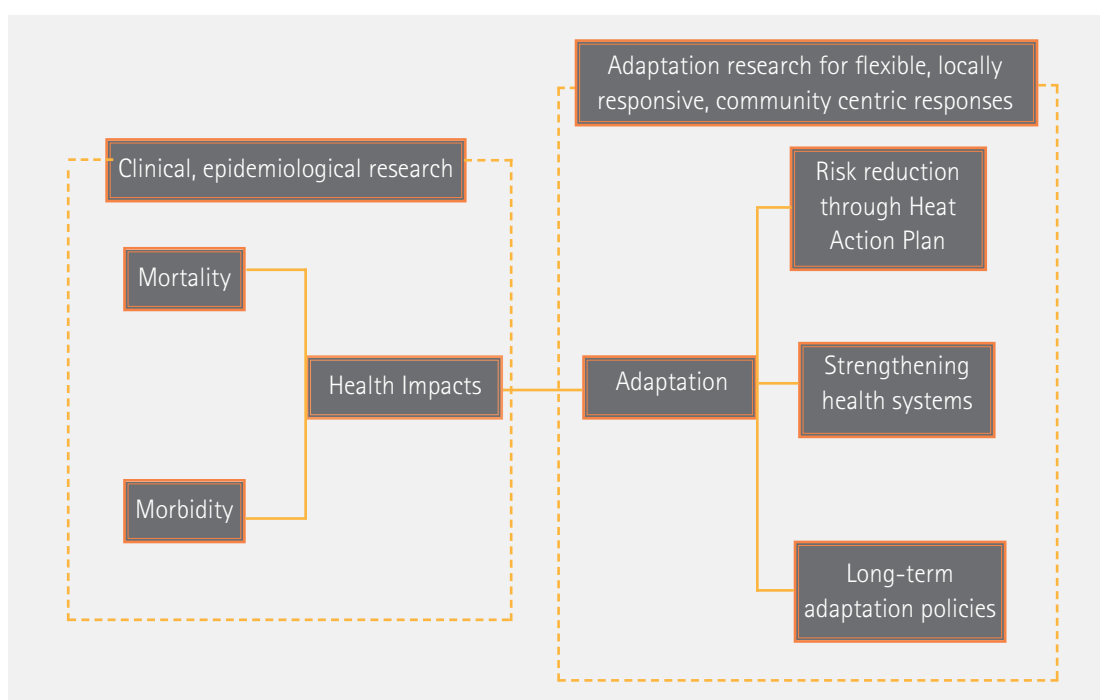 Adaptation research for flexible, locally
responsive, community centric responses
Clinical, epidemiological research
Mortality
Morbidity
Health Impacts
Adaptation
Risk reduction
through Heat
Action Plan
Strengthening
health systems
Long-term
adaptation policies